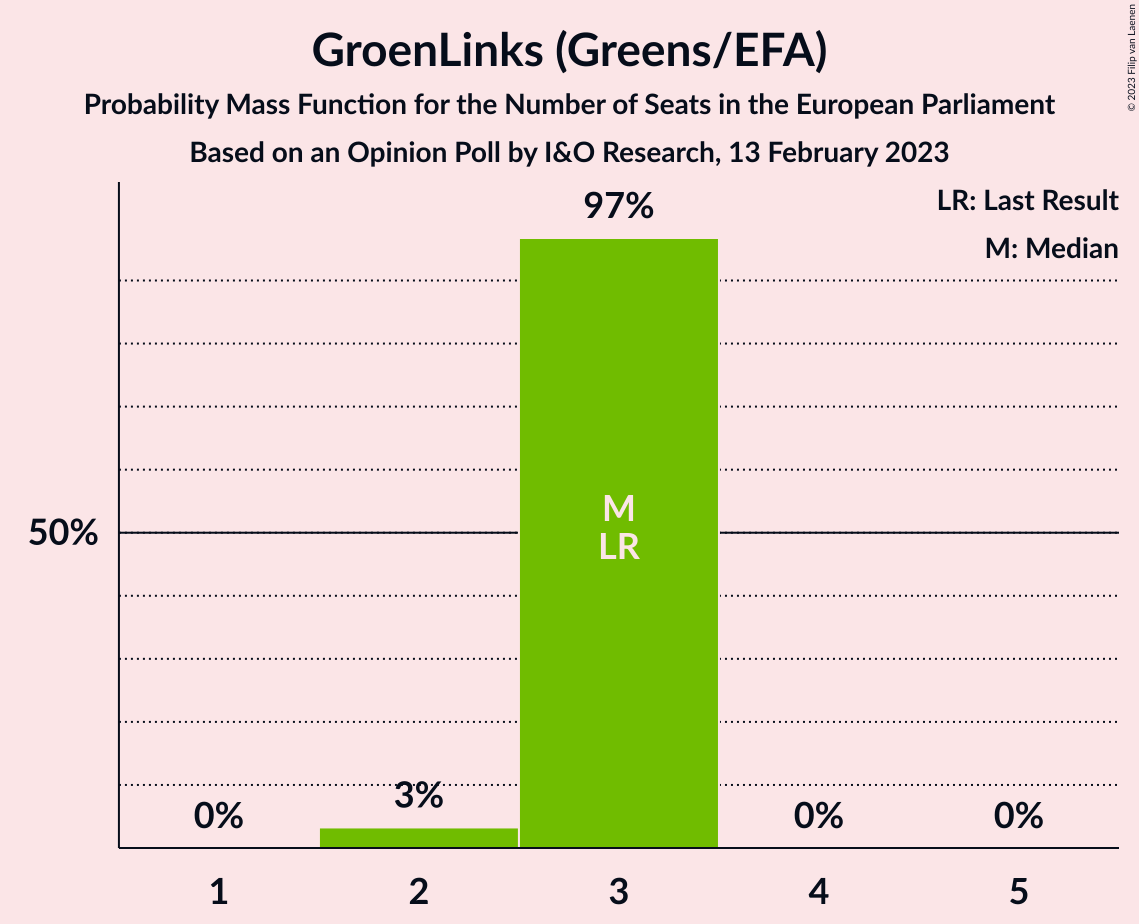 GroenLinks (Greens/EFA)
Probability Mass Function for the Number of Seats in the European Parliament
Based on an Opinion Poll by I&O Research, 13 February 2023
© 2023 Filip van Laenen
LR: Last Result
M: Median
97%
50%
M
LR
0%
3%
0%
0%
1
2
3
4
5